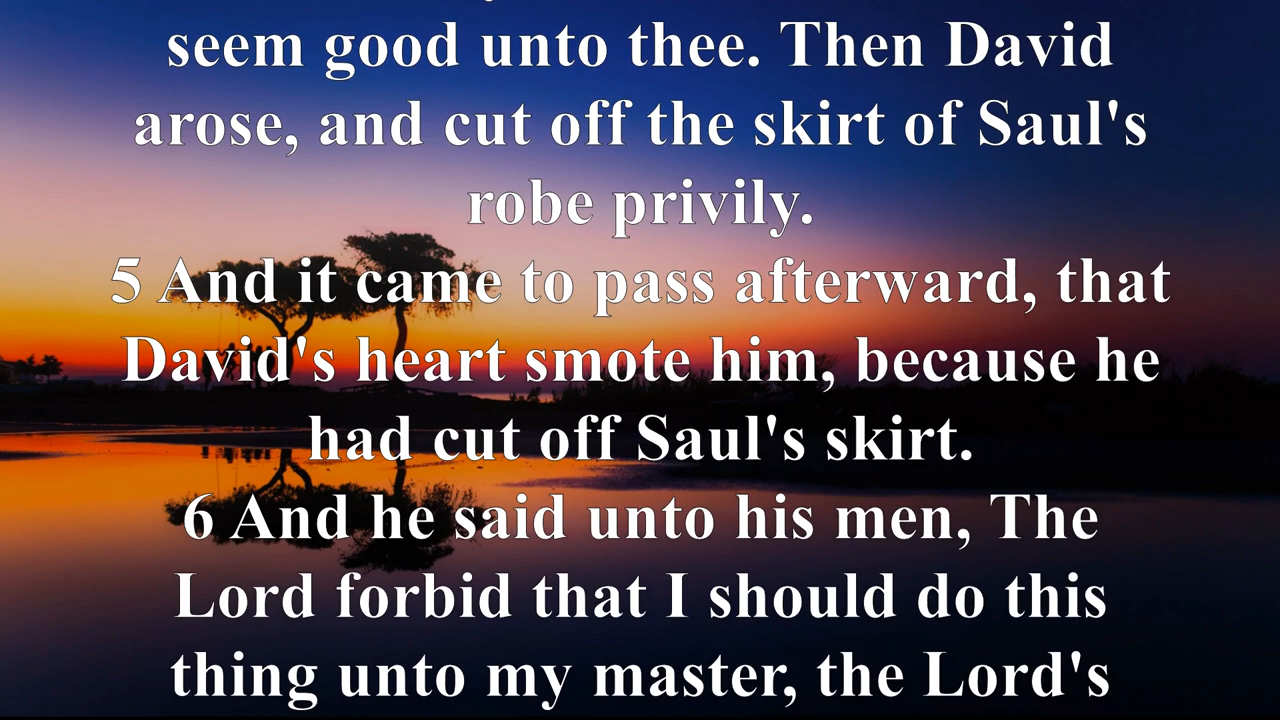 seem good unto thee. Then David
arose, and cut off the skirt of Saul's
robe privily.
5 And it came to pass afterward, that
David's heart smote him, because he
had cut off Saul's skirt.
6 And he said unto his men, The
Lord forbid that I should do this
thing unto my master, the Lord's